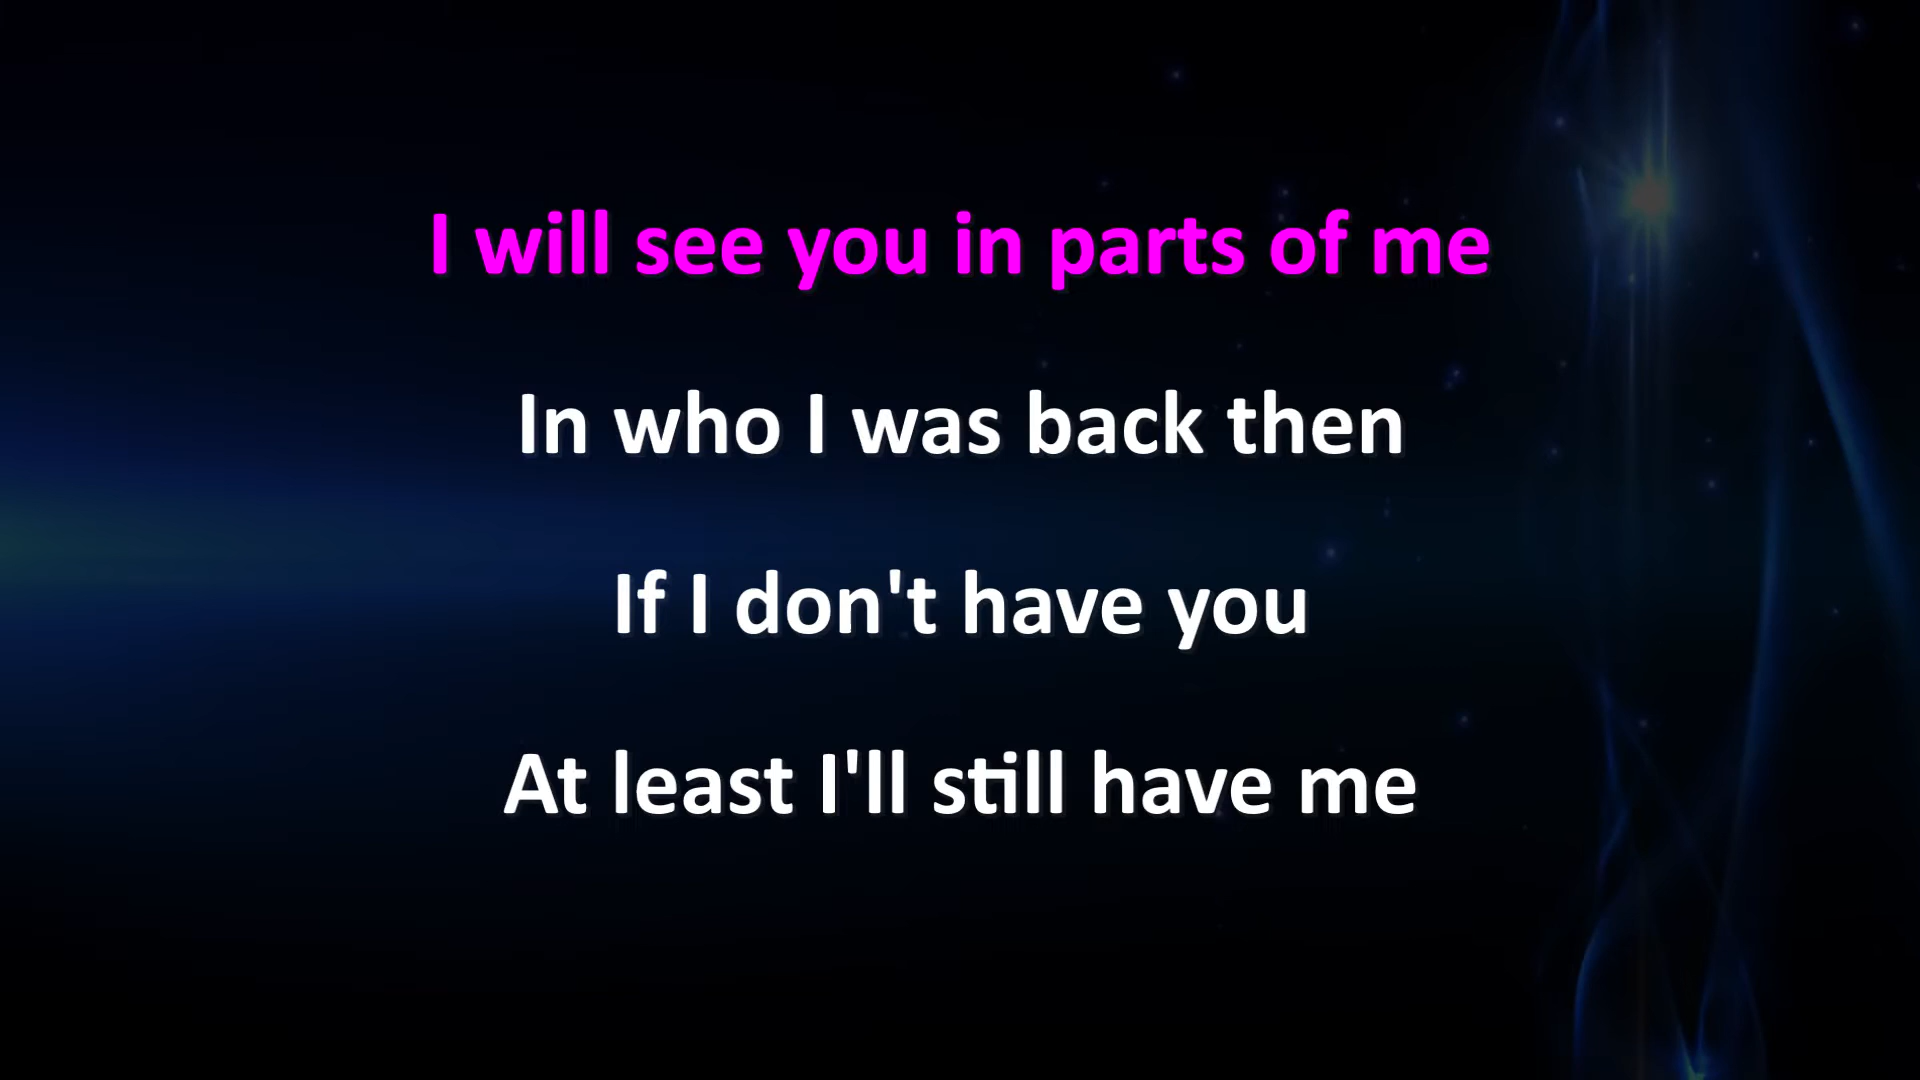 I will see you in parts of me
In who I was back then
If I don't have you
At least I'll still have me